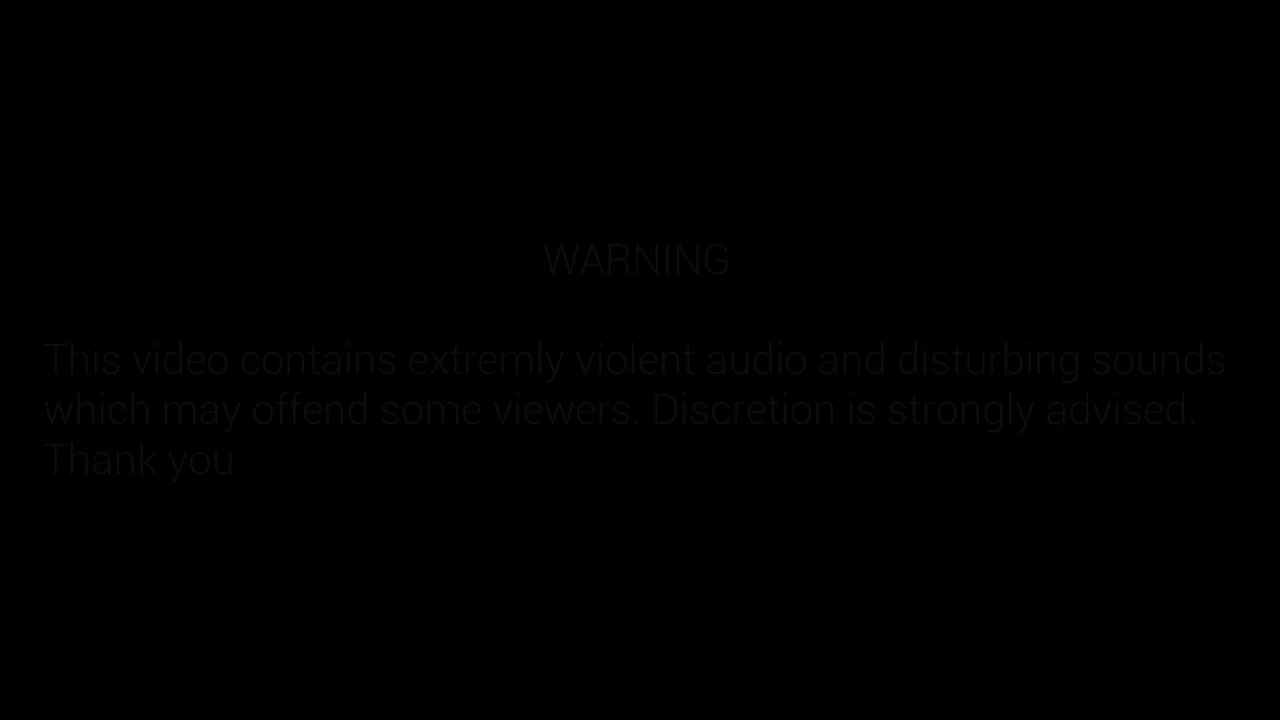 WARNING
This video contains extremly violent audio and disturbing sounds
which may offend some viewers. Discretion is strongly advised.
Thank you.